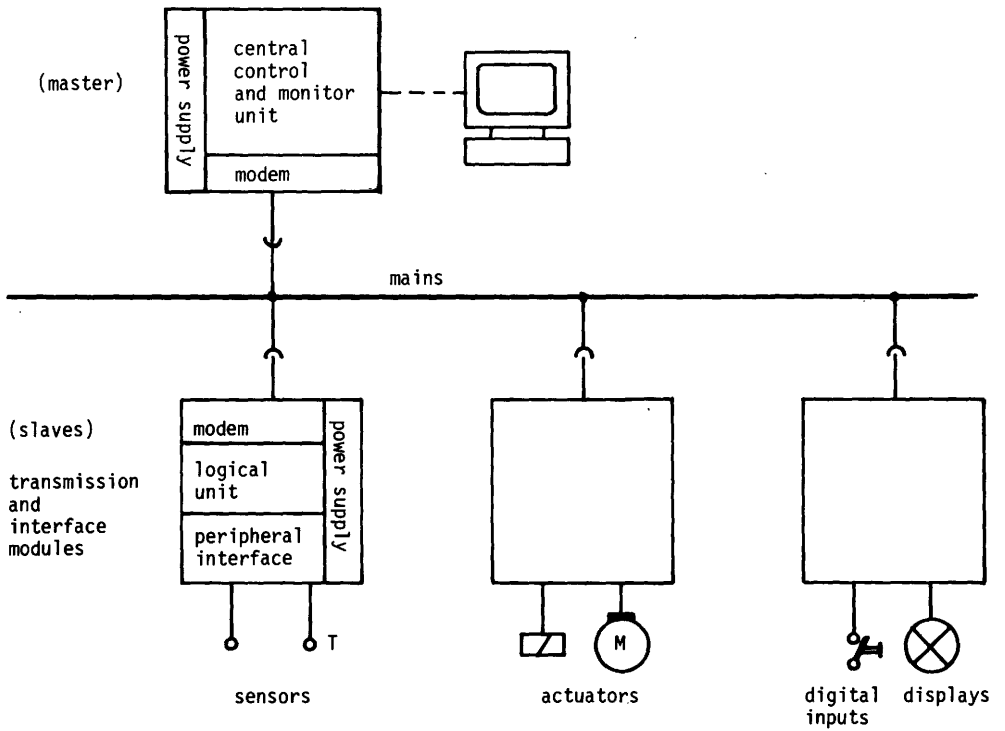 (master)
power supply
central
control
and monitor
unit
modem
mains
(slaves)
transmission
and
interface
modules
modem
logical
unit
peripheral
interface
power supply
T
M
sensors
actuators
digital
inputs
displays